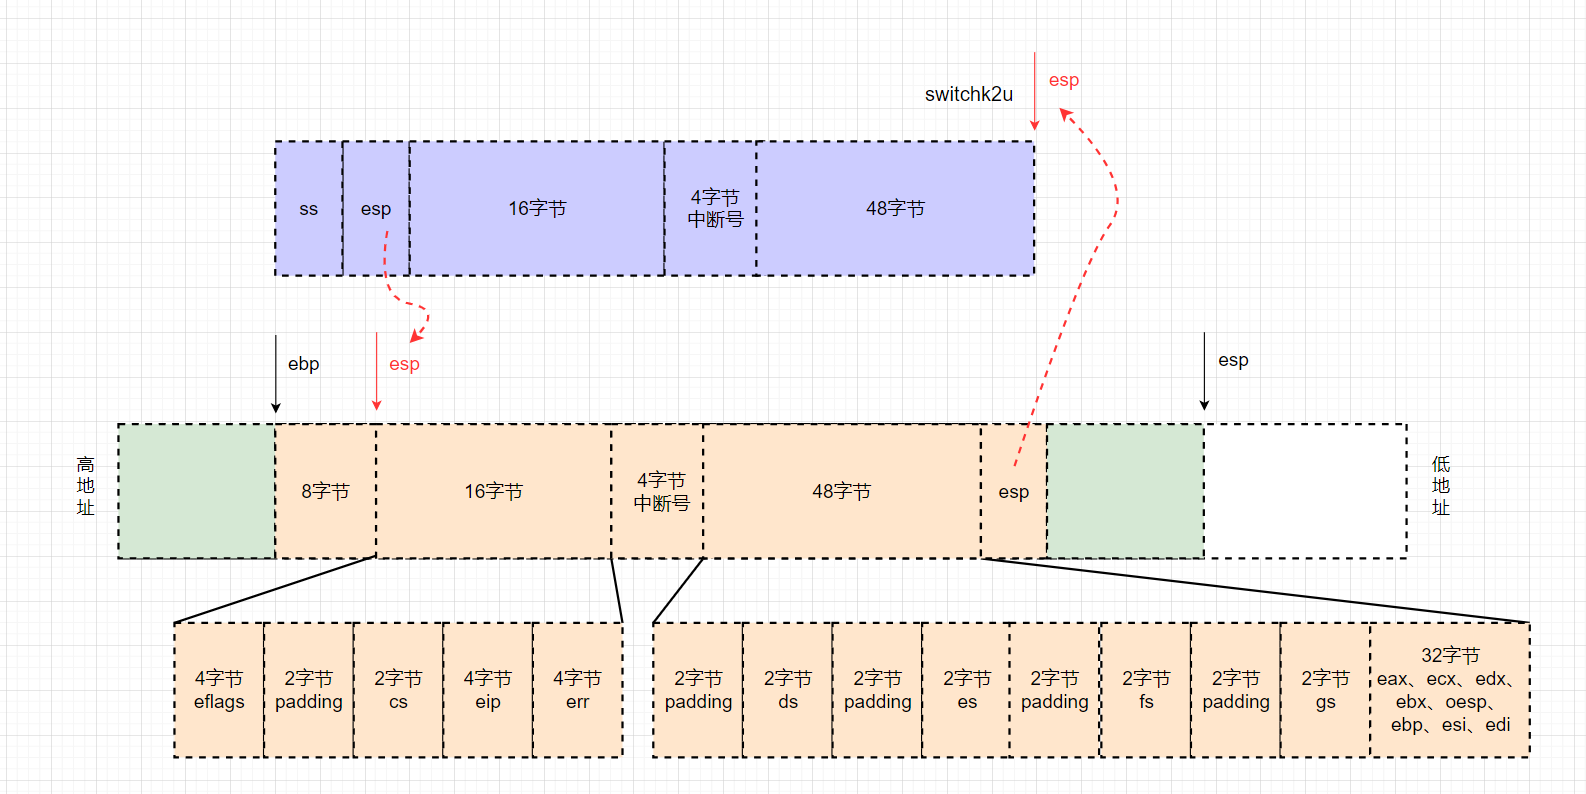 switchk2u
esp
ss
esp
16字节
4字节
中断号
48字节
ebp
esp
esp
高
地
址
8字节
16字节
4字节
中断号
48字节
esp
低
地
址
4字节
eflags
2字节
padding
2字节
cs
4字节
eip
4字节
err
2字节
padding
2字节
ds
2字节
padding
2字节
es
2字节
padding
2字节
fs
2字节
padding
2字节
gs
32字节
eax、ecx、edx、
ebx、oesp、
ebp、esi、edi